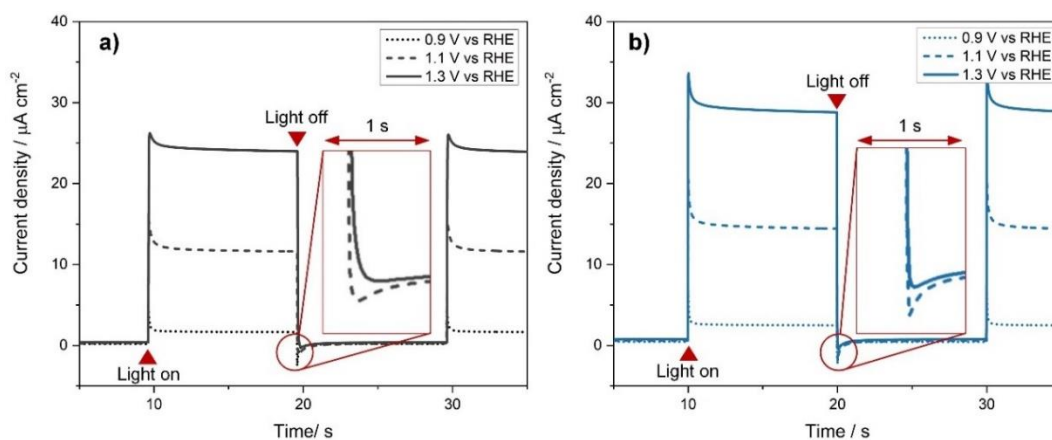 a)
0.9 V vs RHE
1.1 V vs RHE
1.3 V vs RHE
Light off
1 s
Light on
40
30
20
10
0
Current density / μA cm⁻²
10
20
30
Time/ s
b)
0.9 V vs RHE
1.1 V vs RHE
1.3 V vs RHE
Light off
1 s
Light on
40
30
20
10
0
Current density / μA cm⁻²
10
20
30
Time / s